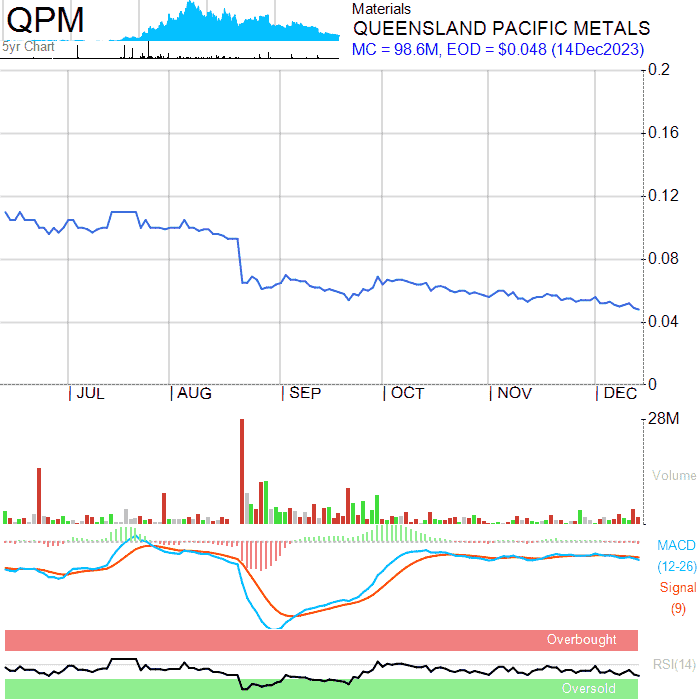 QPM
5yr Chart
Materials
QUEENSLAND PACIFIC METALS
MC = 98.6M, EOD = $0.048 (14Dec2023)
0.2
0.16
0.12
0.08
0.04
0
JUL AUG SEP OCT NOV DEC
28M
Volume
MACD
(12-26)
Signal
(9)
Overbought
RSI(14)
Oversold